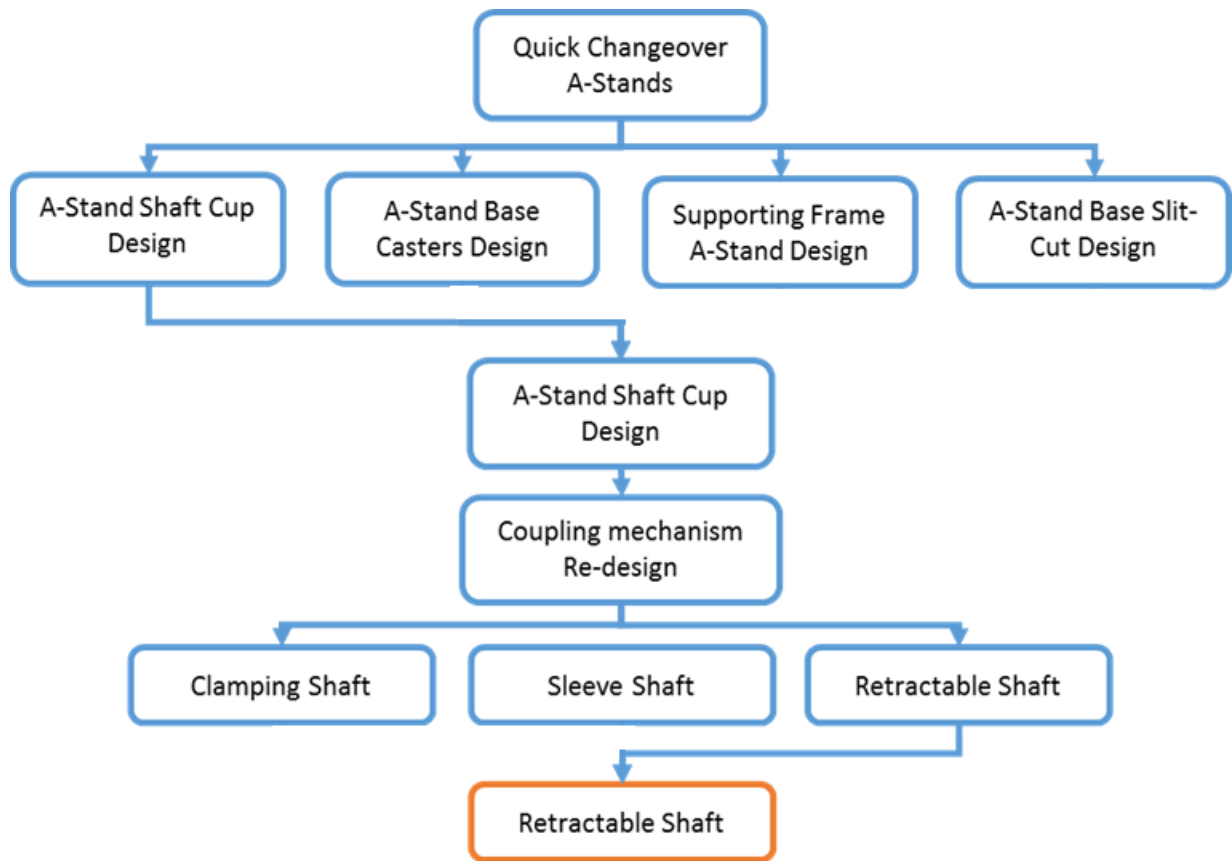 Quick Changeover
A-Stands
A-Stand Shaft Cup
Design
A-Stand Base
Casters Design
Supporting Frame
A-Stand Design
A-Stand Base Slit-
Cut Design
A-Stand Shaft Cup
Design
Coupling mechanism
Re-design
Clamping Shaft
Sleeve Shaft
Retractable Shaft
Retractable Shaft